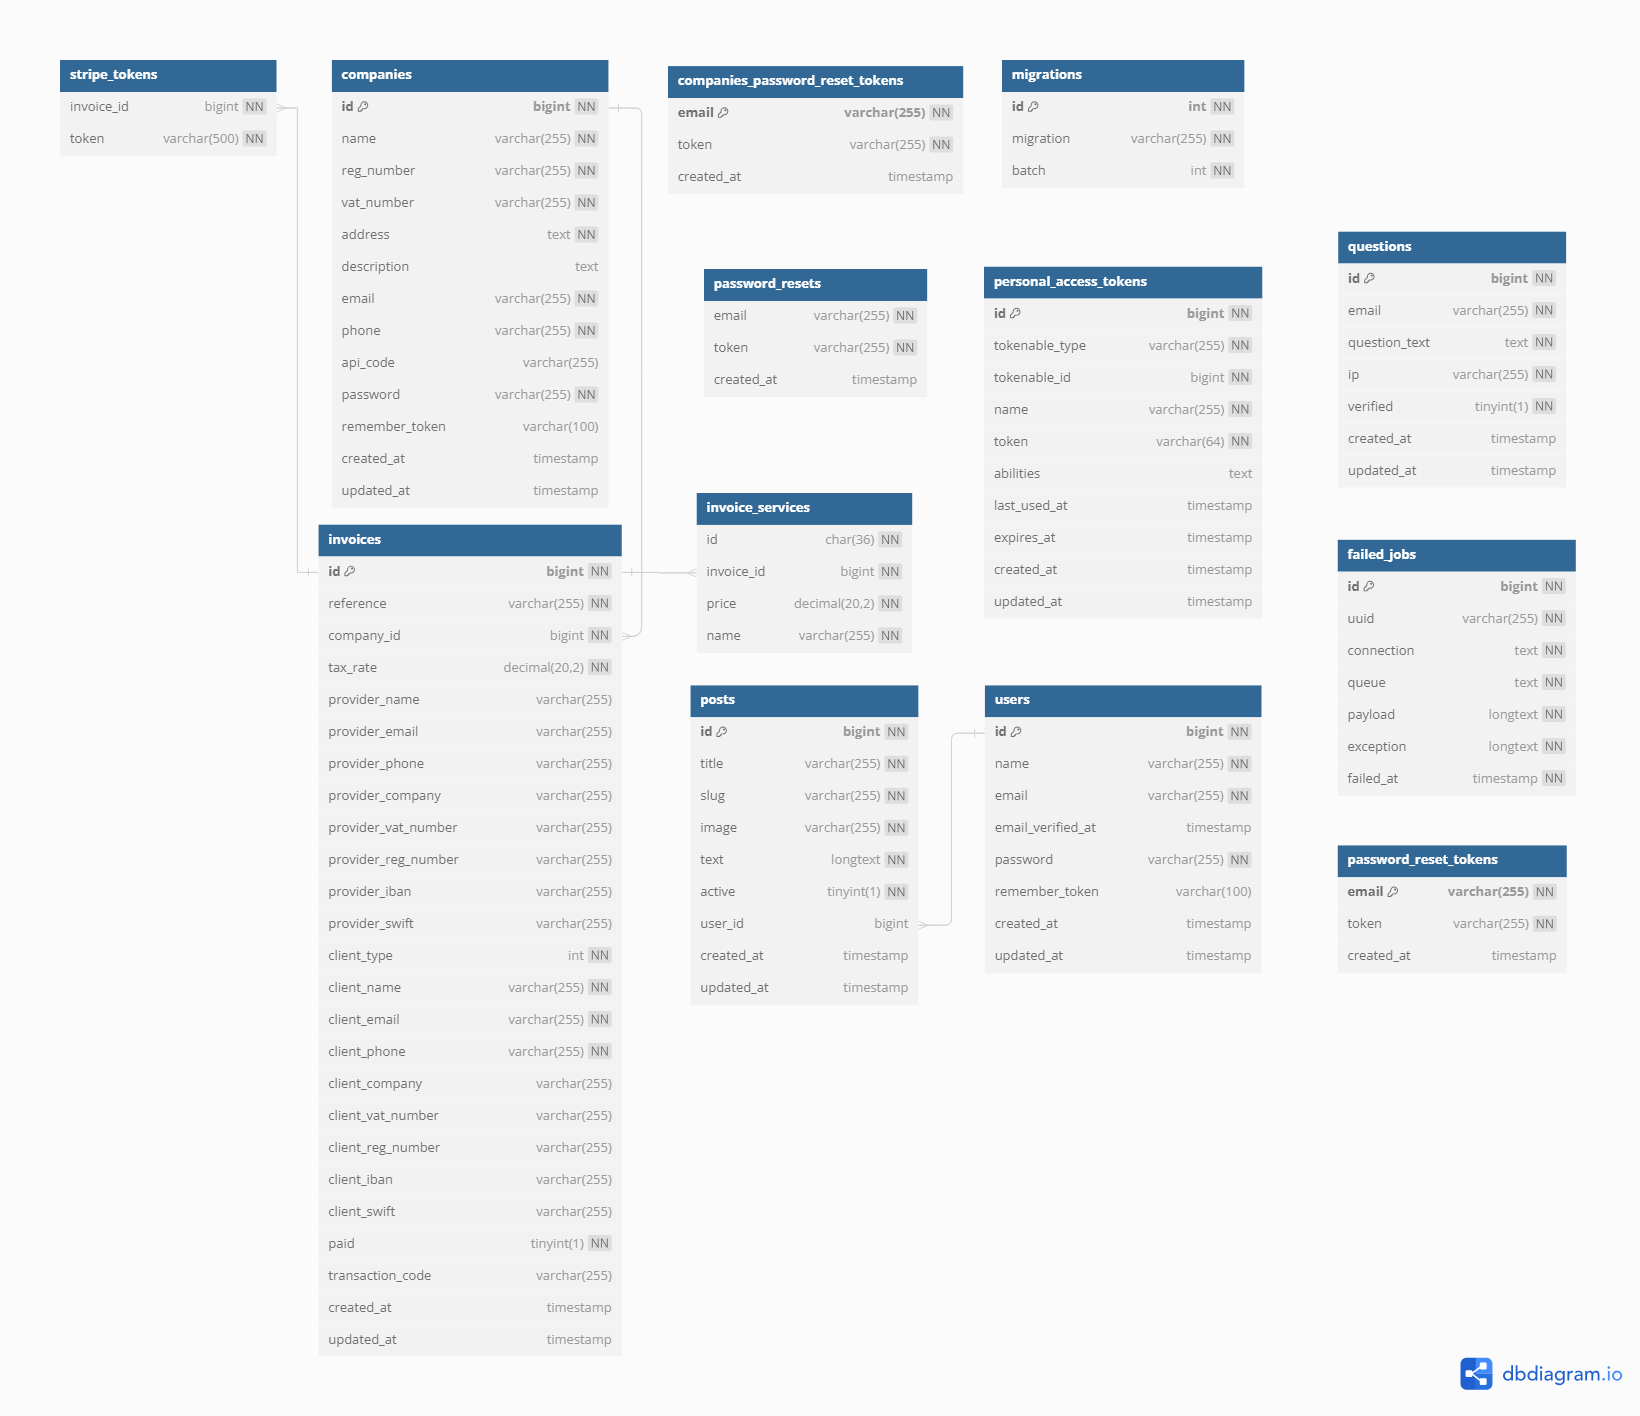 stripe_tokens
invoice_id bigint NN
token varchar(500) NN
companies
id bigint NN
name varchar(255) NN
reg_number varchar(255) NN
vat_number varchar(255) NN
address text NN
description text
email varchar(255) NN
phone varchar(255) NN
api_code varchar(255)
password varchar(255) NN
remember_token varchar(100)
created_at timestamp
updated_at timestamp
companies_password_reset_tokens
email varchar(255) NN
token varchar(255) NN
created_at timestamp
migrations
id int NN
migration varchar(255) NN
batch int NN
password_resets
email varchar(255) NN
token varchar(255) NN
created_at timestamp
personal_access_tokens
id bigint NN
tokenable_type varchar(255) NN
tokenable_id bigint NN
name varchar(255) NN
token varchar(64) NN
abilities text
last_used_at timestamp
expires_at timestamp
created_at timestamp
updated_at timestamp
questions
id bigint NN
email varchar(255) NN
question_text text NN
ip varchar(255) NN
verified tinyint(1) NN
created_at timestamp
updated_at timestamp
invoices
id bigint NN
reference varchar(255) NN
company_id bigint NN
tax_rate decimal(20,2) NN
provider_name varchar(255)
provider_email varchar(255)
provider_phone varchar(255)
provider_company varchar(255)
provider_vat_number varchar(255)
provider_reg_number varchar(255)
provider_iban varchar(255)
provider_swift varchar(255)
client_type int NN
client_name varchar(255) NN
client_email varchar(255) NN
client_phone varchar(255) NN
client_company varchar(255)
client_vat_number varchar(255)
client_reg_number varchar(255)
client_iban varchar(255)
client_swift varchar(255)
paid tinyint(1) NN
transaction_code varchar(255)
created_at timestamp
updated_at timestamp
invoice_services
id char(36) NN
invoice_id bigint NN
price decimal(20,2) NN
name varchar(255) NN
posts
id bigint NN
title varchar(255) NN
slug varchar(255) NN
image varchar(255) NN
text longtext NN
active tinyint(1) NN
user_id bigint
created_at timestamp
updated_at timestamp
users
id bigint NN
name varchar(255) NN
email varchar(255) NN
email_verified_at timestamp
password varchar(255) NN
remember_token varchar(100)
created_at timestamp
updated_at timestamp
failed_jobs
id bigint NN
uuid varchar(255) NN
connection text NN
queue text NN
payload longtext NN
exception longtext NN
failed_at timestamp NN
password_reset_tokens
email varchar(255) NN
token varchar(255) NN
created_at timestamp
dbdiagram.io